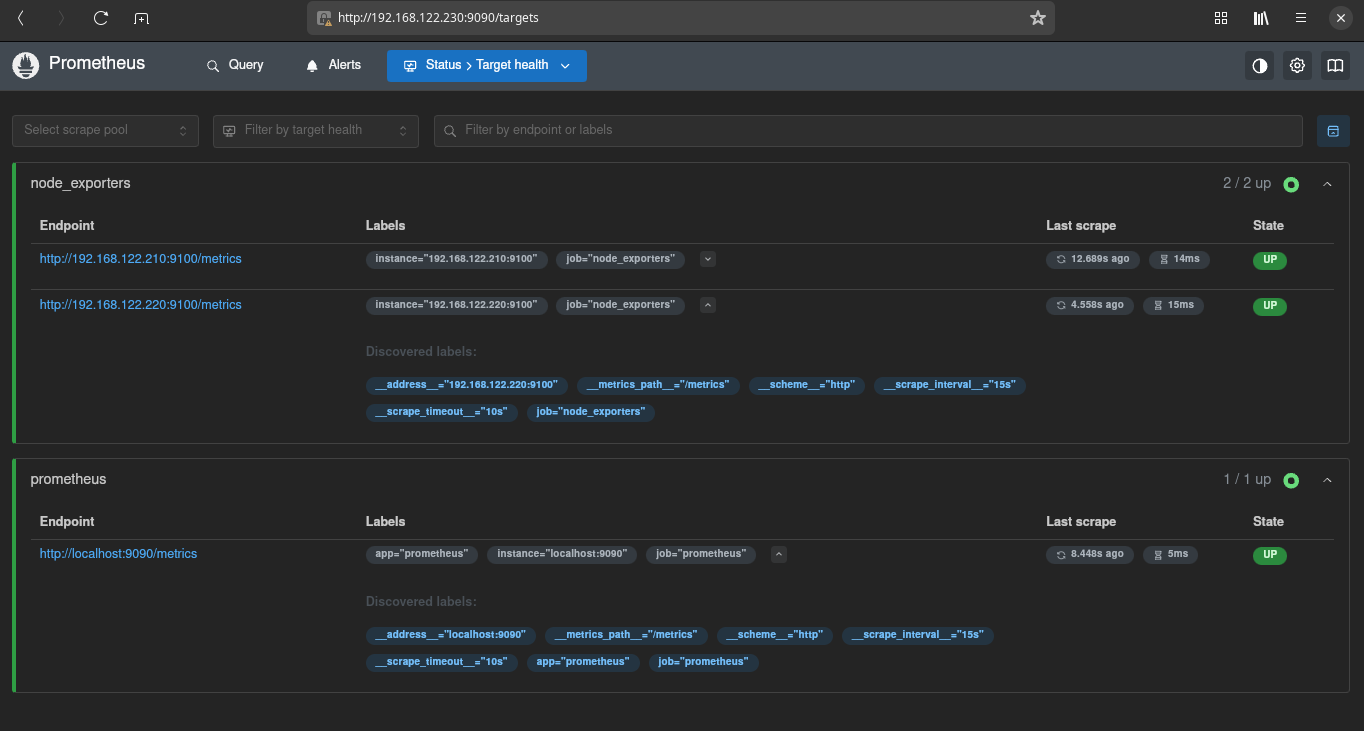 http://192.168.122.230:9090/targets
Prometheus Query Alerts Status > Target health
Select scrape pool Filter by target health Filter by endpoint or labels
node_exporters 2 / 2 up
Endpoint Labels Last scrape State
http://192.168.122.210:9100/metrics instance="192.168.122.210:9100" job="node_exporters" 12.689s ago 14ms UP
http://192.168.122.220:9100/metrics instance="192.168.122.220:9100" job="node_exporters" 4.558s ago 15ms UP
Discovered labels:
__address__="192.168.122.220:9100" __metrics_path__="/metrics" __scheme__="http" __scrape_interval__="15s"
__scrape_timeout__="10s" job="node_exporters"
prometheus 1 / 1 up
Endpoint Labels Last scrape State
http://localhost:9090/metrics app="prometheus" instance="localhost:9090" job="prometheus" 8.448s ago 5ms UP
Discovered labels:
__address__="localhost:9090" __metrics_path__="/metrics" __scheme__="http" __scrape_interval__="15s"
__scrape_timeout__="10s" app="prometheus" job="prometheus"